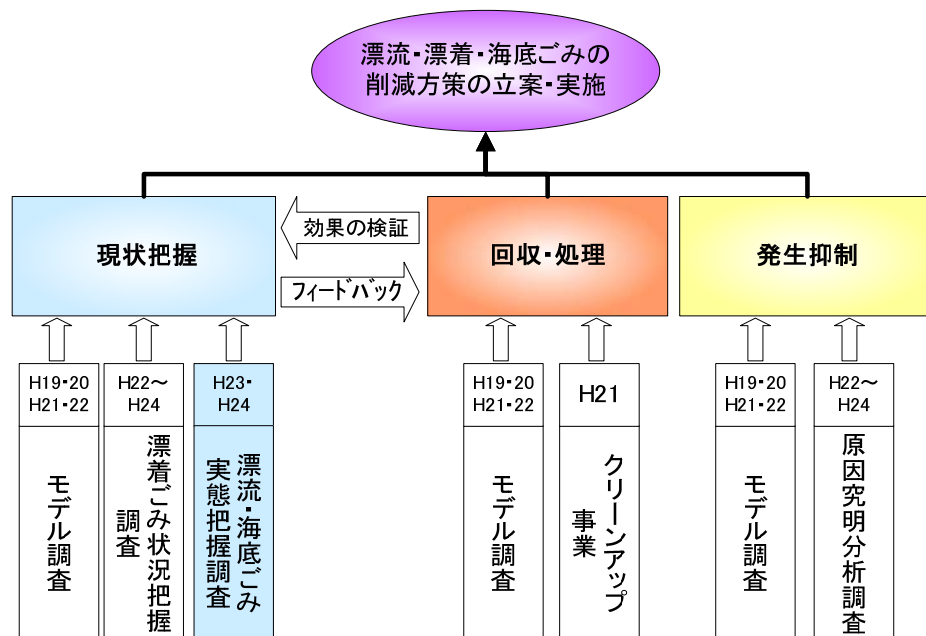 漂流・漂着・海底ごみの
削減方策の立案・実施
現状把握
効果の検証
フィードバック
回収・処理
発生抑制
H19・20
H21・22
モデル調査
H22～
H24
漂着ごみ状況把握
調査
H23・
H24
漂流・海底ごみ
実態把握調査
H19・20
H21・22
モデル調査
H21
クリーンアップ
事業
H19・20
H21・22
モデル調査
H22～
H24
原因究明分析調査